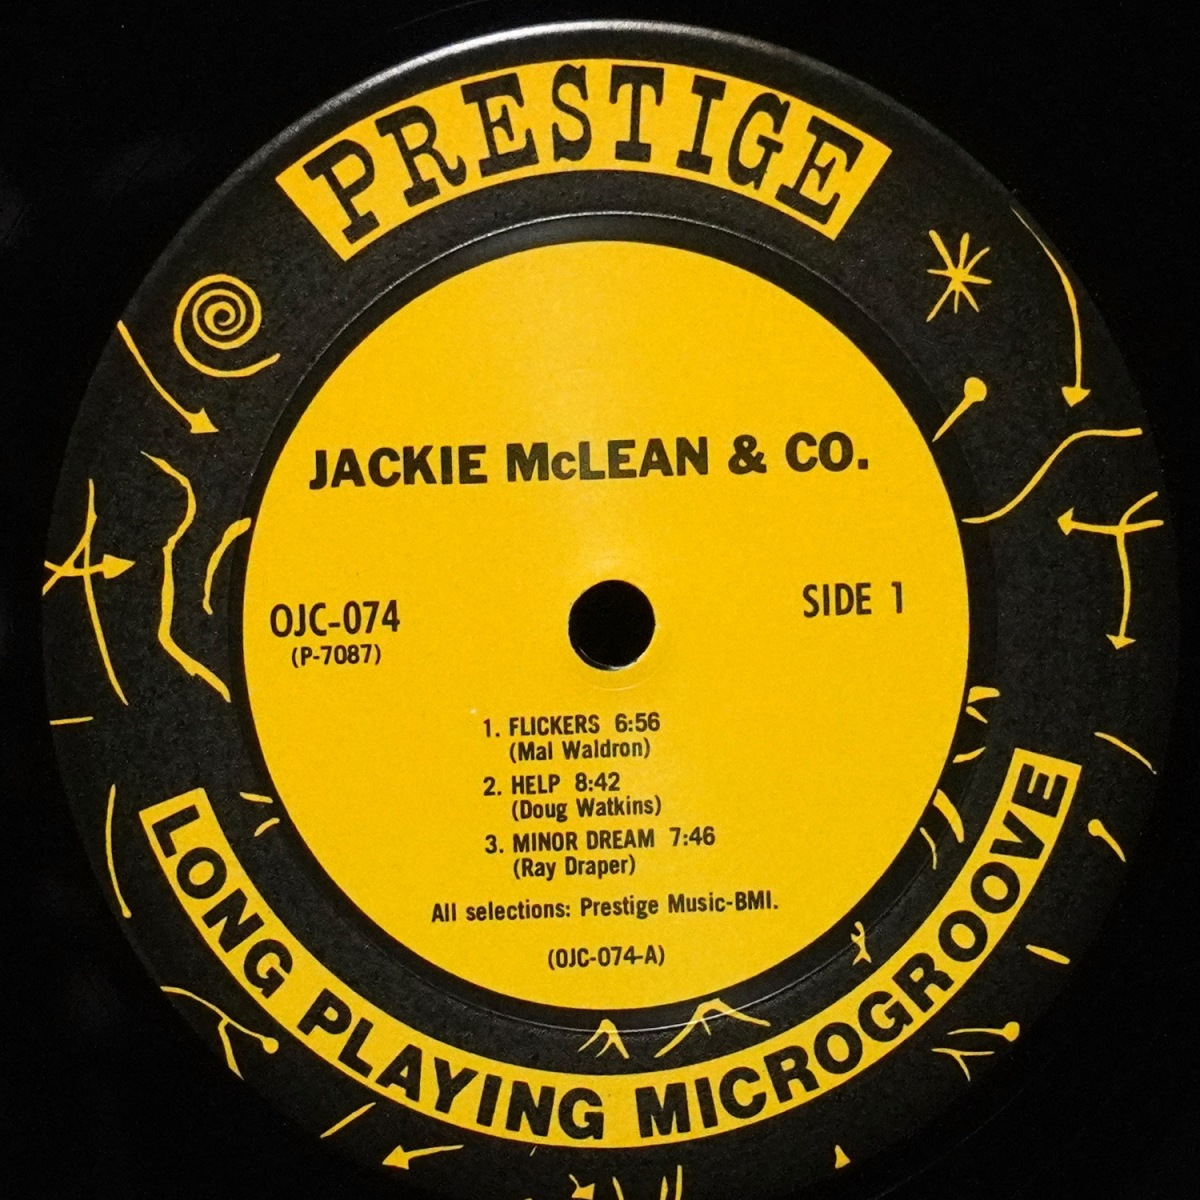 PRESTIGE
JACKIE McLEAN & CO.
OJC-074
(P-7087)
SIDE 1
1. FLICKERS 6:56
(Mal Waldron)
2. HELP 8:42
(Doug Watkins)
3. MINOR DREAM 7:46
(Ray Draper)
All selections: Prestige Music-BMI.
(OJC-074-A)
LONG PLAYING MICROGROOVE